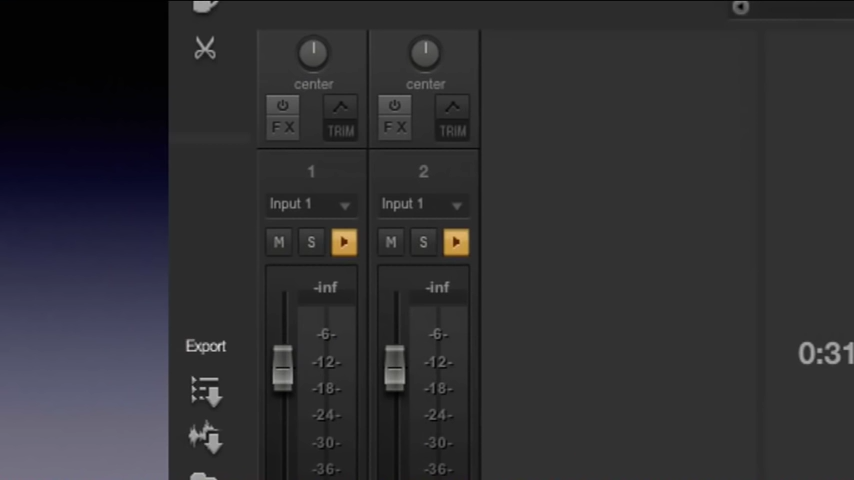 center center
FX TRIM FX TRIM
1 2
Input 1 Input 1
M S M S
-inf -inf
-6- -6-
Export
0:31
-12- -12-
-18- -18-
-24- -24-
-30- -30-
-36- -36-